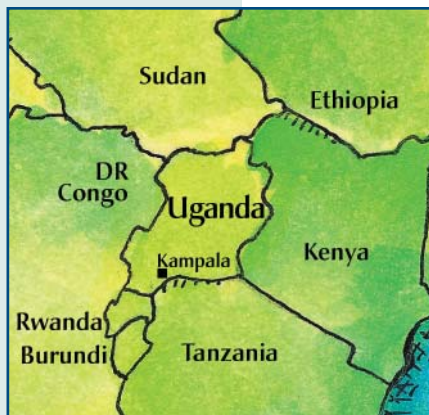 Sudan
Ethiopia
DR
Congo
Uganda
Kenya
Kampala
Rwanda
Burundi
Tanzania